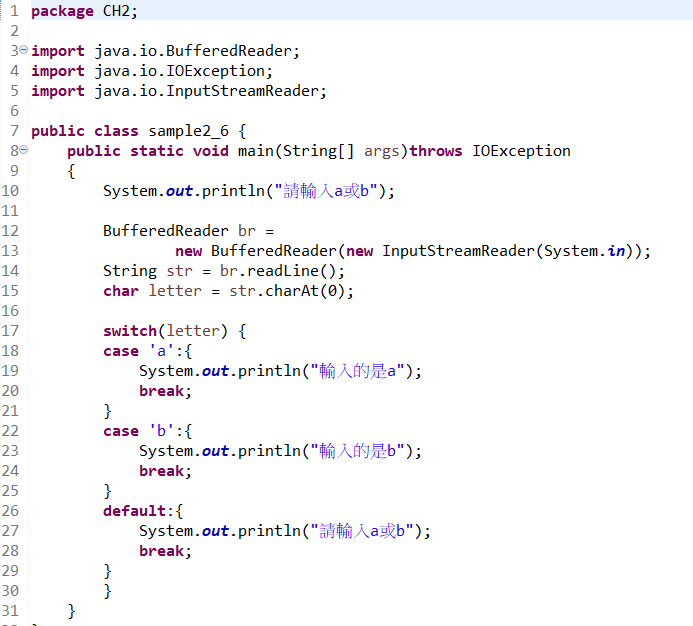 1 package CH2;
2
3 import java.io.BufferedReader;
4 import java.io.IOException;
5 import java.io.InputStreamReader;
6
7 public class sample2_6 {
8     public static void main(String[] args)throws IOException
9     {
10         System.out.println("請輸入a或b");
11
12         BufferedReader br =
13                 new BufferedReader(new InputStreamReader(System.in));
14         String str = br.readLine();
15         char letter = str.charAt(0);
16
17         switch(letter) {
18         case 'a':{
19             System.out.println("輸入的是a");
20             break;
21         }
22         case 'b':{
23             System.out.println("輸入的是b");
24             break;
25         }
26         default:{
27             System.out.println("請輸入a或b");
28             break;
29         }
30         }
31     }